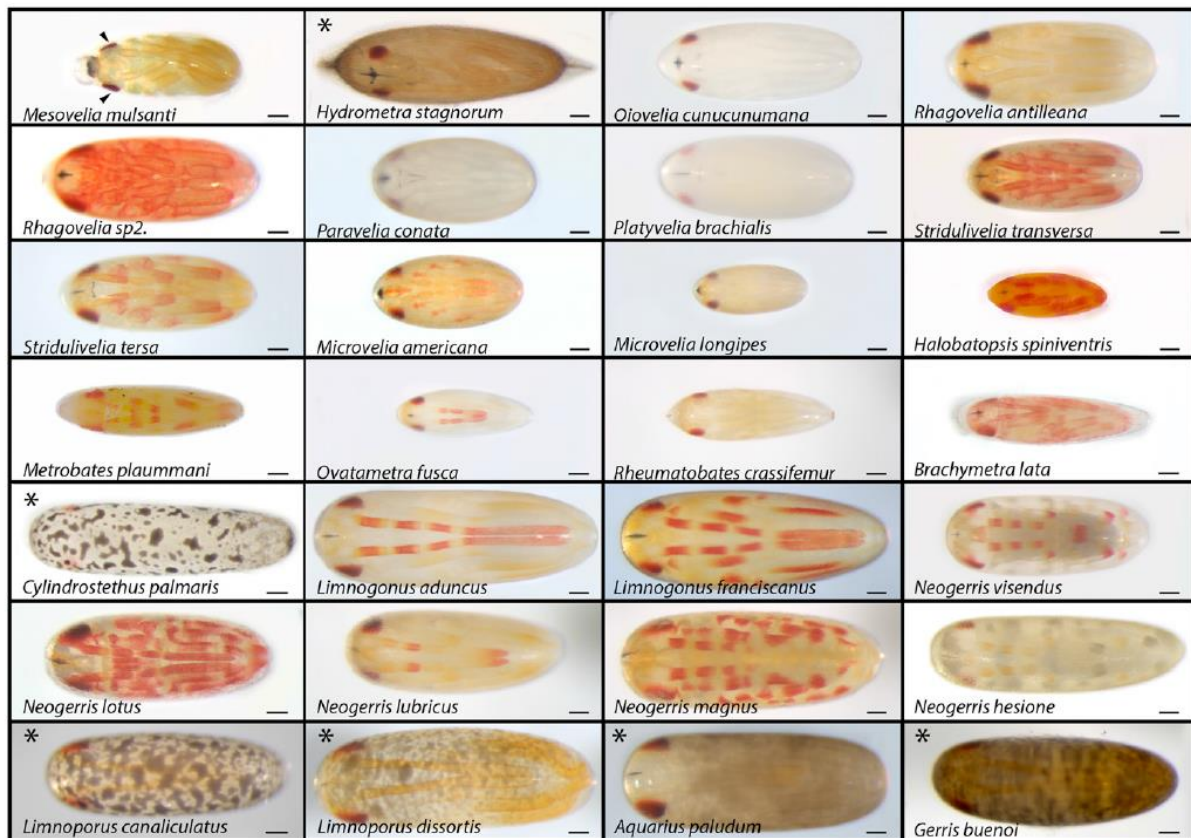 *
Mesovelia mulsanti
Hydrometra stagnorum
Oiovelia cunucunumana
Rhagovelia antilleana
Rhagovelia sp2.
Paravelia conata
Platyvelia brachialis
Stridulivelia transversa
Stridulivelia tersa
Microvelia americana
Microvelia longipes
Halobatopsis spiniventris
Metrobates plaummani
Ovatametra fusca
Rheumatobates crassifemur
Brachymetra lata
*
Cylindrostethus palmaris
Limnogonus aduncus
Limnogonus franciscanus
Neogerris visendus
Neogerris lotus
Neogerris lubricus
Neogerris magnus
Neogerris hesione
* * * *
Limnoporus canaliculatus
Limnoporus dissortis
Aquarius paludum
Gerris buenoi